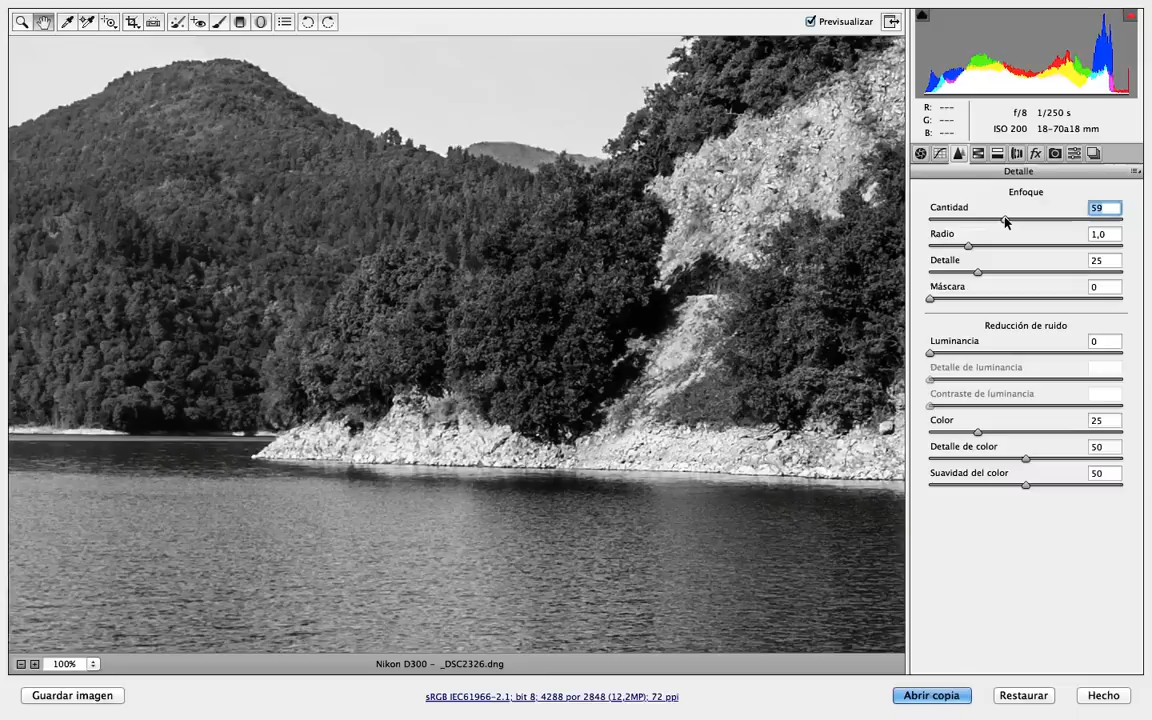 Previsualizar
R: ---
G: ---
B: ---
f/8 1/250 s
ISO 200 18-70a18 mm
fx
Detalle
Enfoque
Cantidad 59
Radio 1,0
Detalle 25
Máscara 0
Reducción de ruido
Luminancia 0
Detalle de luminancia
Contraste de luminancia
Color 25
Detalle de color 50
Suavidad del color 50
100%
Nikon D300 - _DSC2326.dng
Guardar imagen
sRGB IEC61966-2.1; bit 8; 4288 por 2848 (12,2MP); 72 ppi
Abrir copia
Restaurar
Hecho